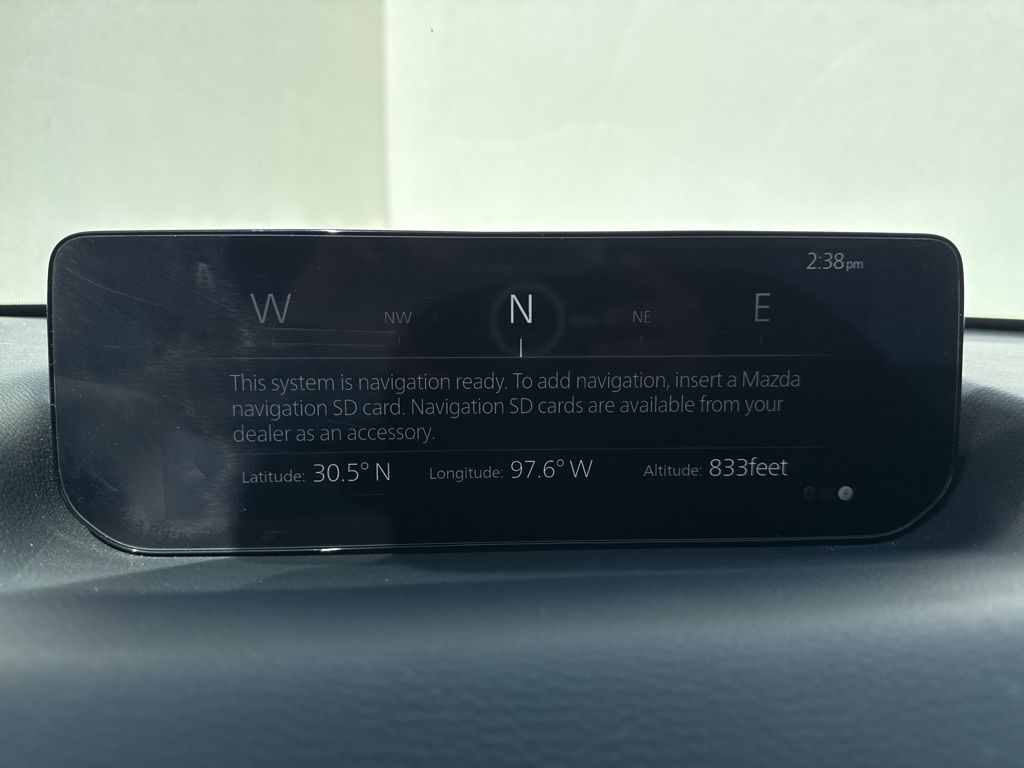 2:38pm
W NW N NE E
This system is navigation ready. To add navigation, insert a Mazda
navigation SD card. Navigation SD cards are available from your
dealer as an accessory.
Latitude: 30.5° N Longitude: 97.6° W Altitude: 833feet